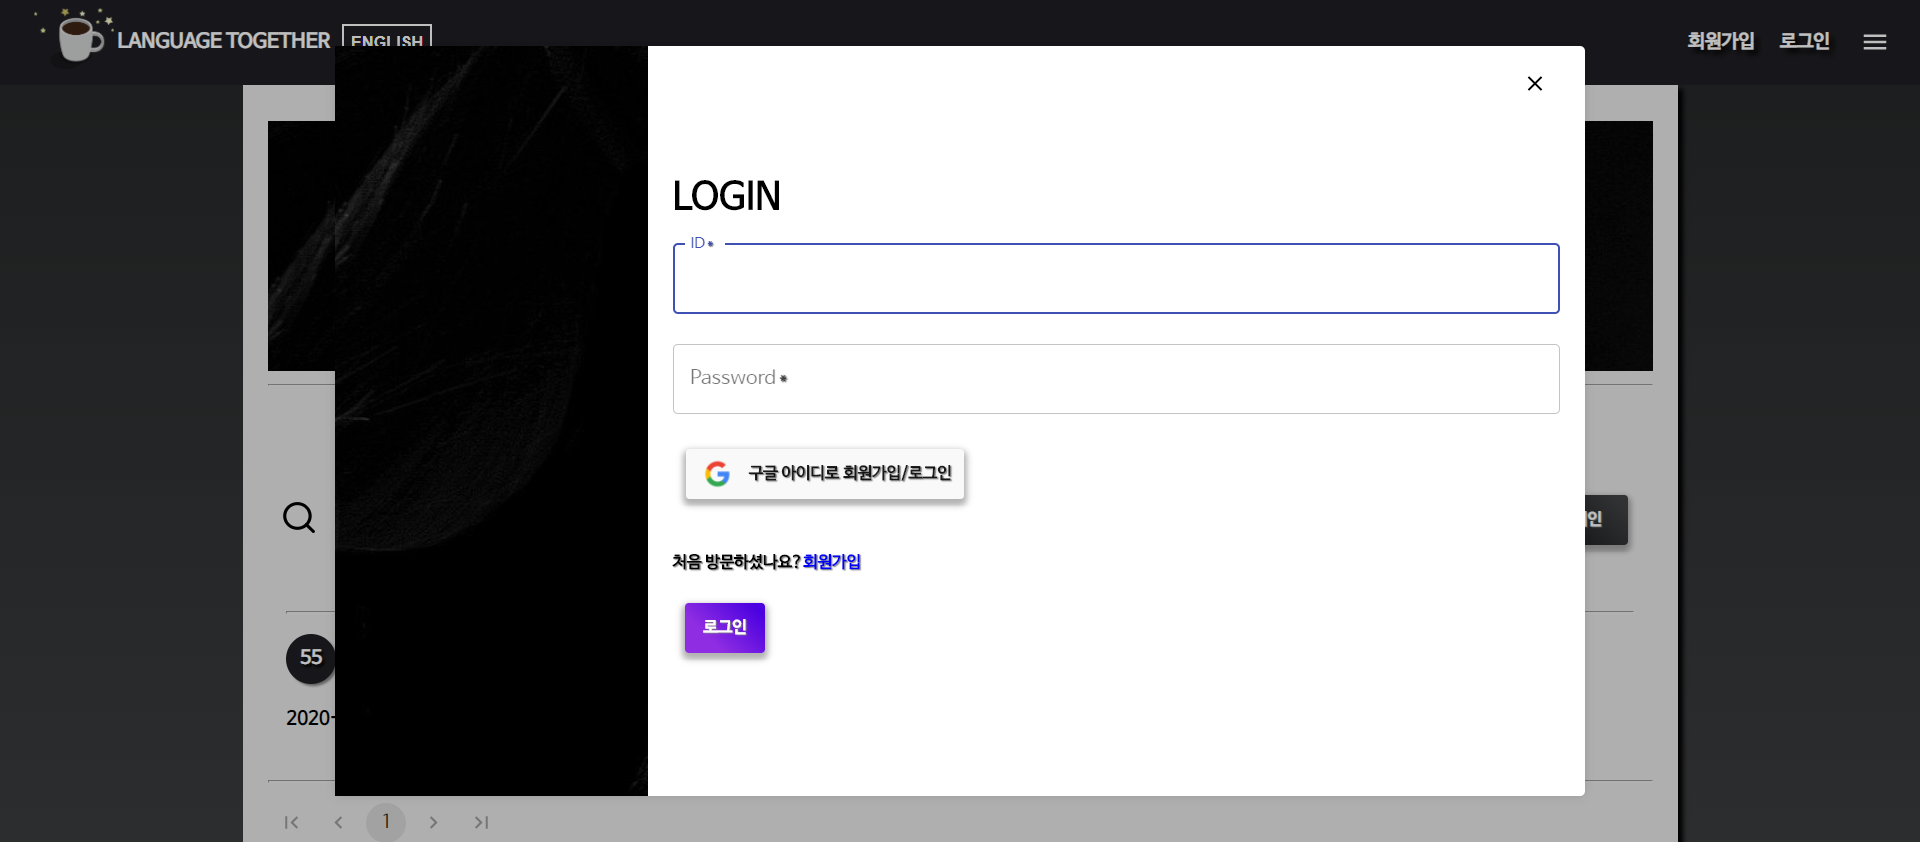 LANGUAGE TOGETHER
ENGLISH
회원가입 로그인
LOGIN
ID *
Password *
구글 아이디로 회원가입/로그인
처음 방문하셨나요? 회원가입
로그인
55
2020-
1